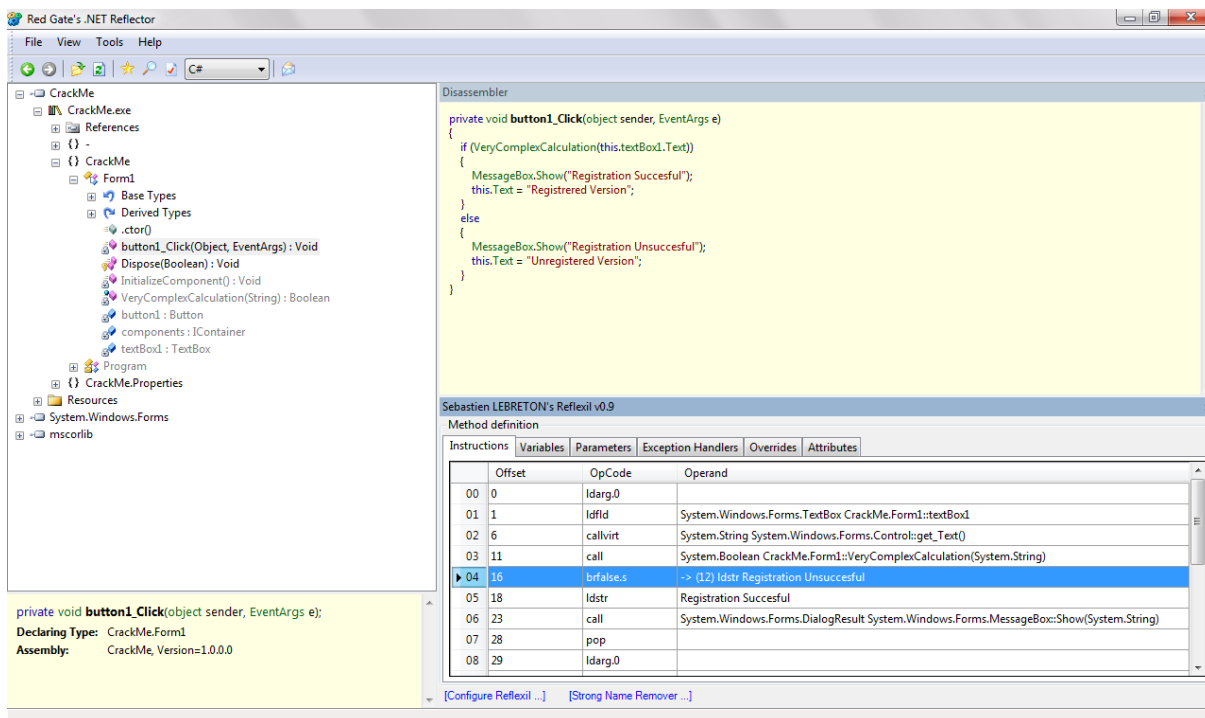 Red Gate's .NET Reflector
File View Tools Help
C#
CrackMe
CrackMe.exe
References
{} -
{} CrackMe
Form1
Base Types
Derived Types
.ctor()
button1_Click(Object, EventArgs) : Void
Dispose(Boolean) : Void
InitializeComponent() : Void
VeryComplexCalculation(String) : Boolean
button1 : Button
components : IContainer
textBox1 : TextBox
Program
{} CrackMe.Properties
Resources
System.Windows.Forms
mscorlib
private void button1_Click(object sender, EventArgs e);
Declaring Type: CrackMe.Form1
Assembly: CrackMe, Version=1.0.0.0
Disassembler
private void button1_Click(object sender, EventArgs e)
{
if (VeryComplexCalculation(this.textBox1.Text))
{
MessageBox.Show("Registration Succesful");
this.Text = "Registrered Version";
}
else
{
MessageBox.Show("Registration Unsuccesful");
this.Text = "Unregistered Version";
}
}
Sebastien LEBRETON's Reflexil v0.9
Method definition
Instructions Variables Parameters Exception Handlers Overrides Attributes
Offset OpCode Operand
00 0 ldarg.0
01 1 ldfld System.Windows.Forms.TextBox CrackMe.Form1::textBox1
02 6 callvirt System.String System.Windows.Forms.Control::get_Text()
03 11 call System.Boolean CrackMe.Form1::VeryComplexCalculation(System.String)
04 16 brfalse.s -> (12) ldstr Registration Unsuccesful
05 18 ldstr Registration Succesful
06 23 call System.Windows.Forms.DialogResult System.Windows.Forms.MessageBox::Show(System.String)
07 28 pop
08 29 ldarg.0
[Configure Reflexil ...] [Strong Name Remover ...]